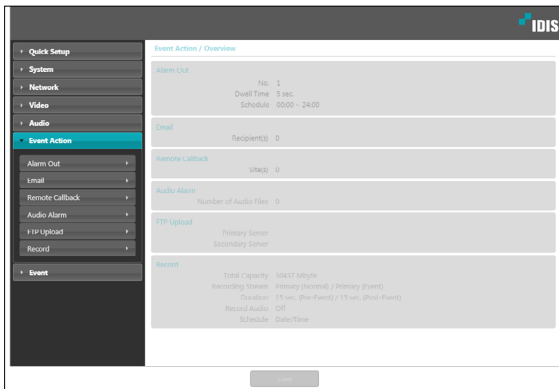 IDIS
Quick Setup
System
Network
Video
Audio
Event Action
Alarm Out
Email
Remote Callback
Audio Alarm
FTP Upload
Record
Event
Event Action / Overview
Alarm Out
No. 1
Dwell Time 5 sec.
Schedule 00:00 - 24:00
Email
Recipient(s) 0
Remote Callback
Site(s) 0
Audio Alarm
Number of Audio Files 0
FTP Upload
Primary Server
Secondary Server
Record
Total Capacity 30437 Mbyte
Recording Stream Primary (Normal) / Primary (Event)
Duration 15 sec. (Pre-Event) / 15 sec. (Post-Event)
Record Audio Off
Schedule Date/Time